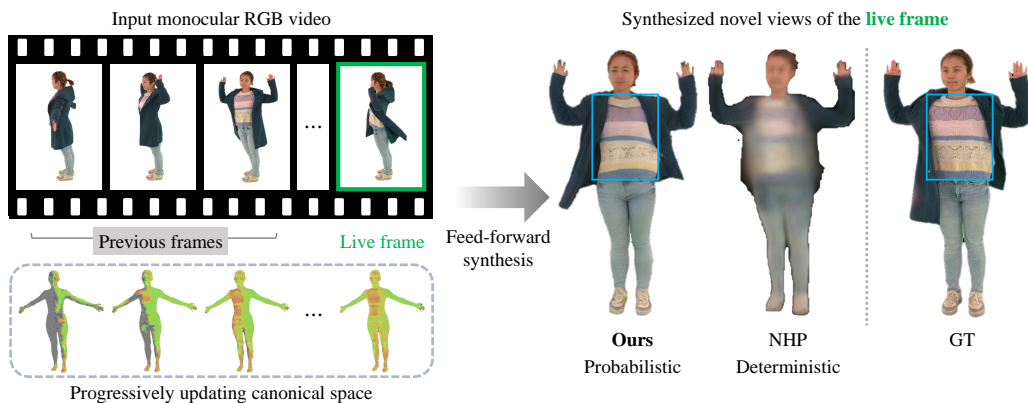 Input monocular RGB video
...
Previous frames
Live frame
...
Progressively updating canonical space
Feed-forward
synthesis
Synthesized novel views of the live frame
Ours
Probabilistic
NHP
Deterministic
GT